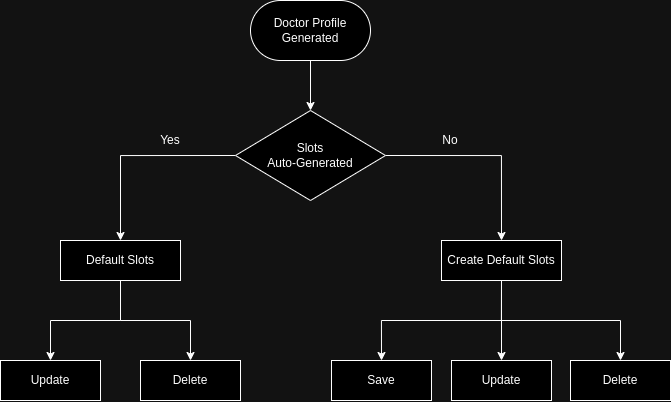 Doctor Profile
Generated
Yes
No
Slots
Auto-Generated
Default Slots
Create Default Slots
Update
Delete
Save
Update
Delete